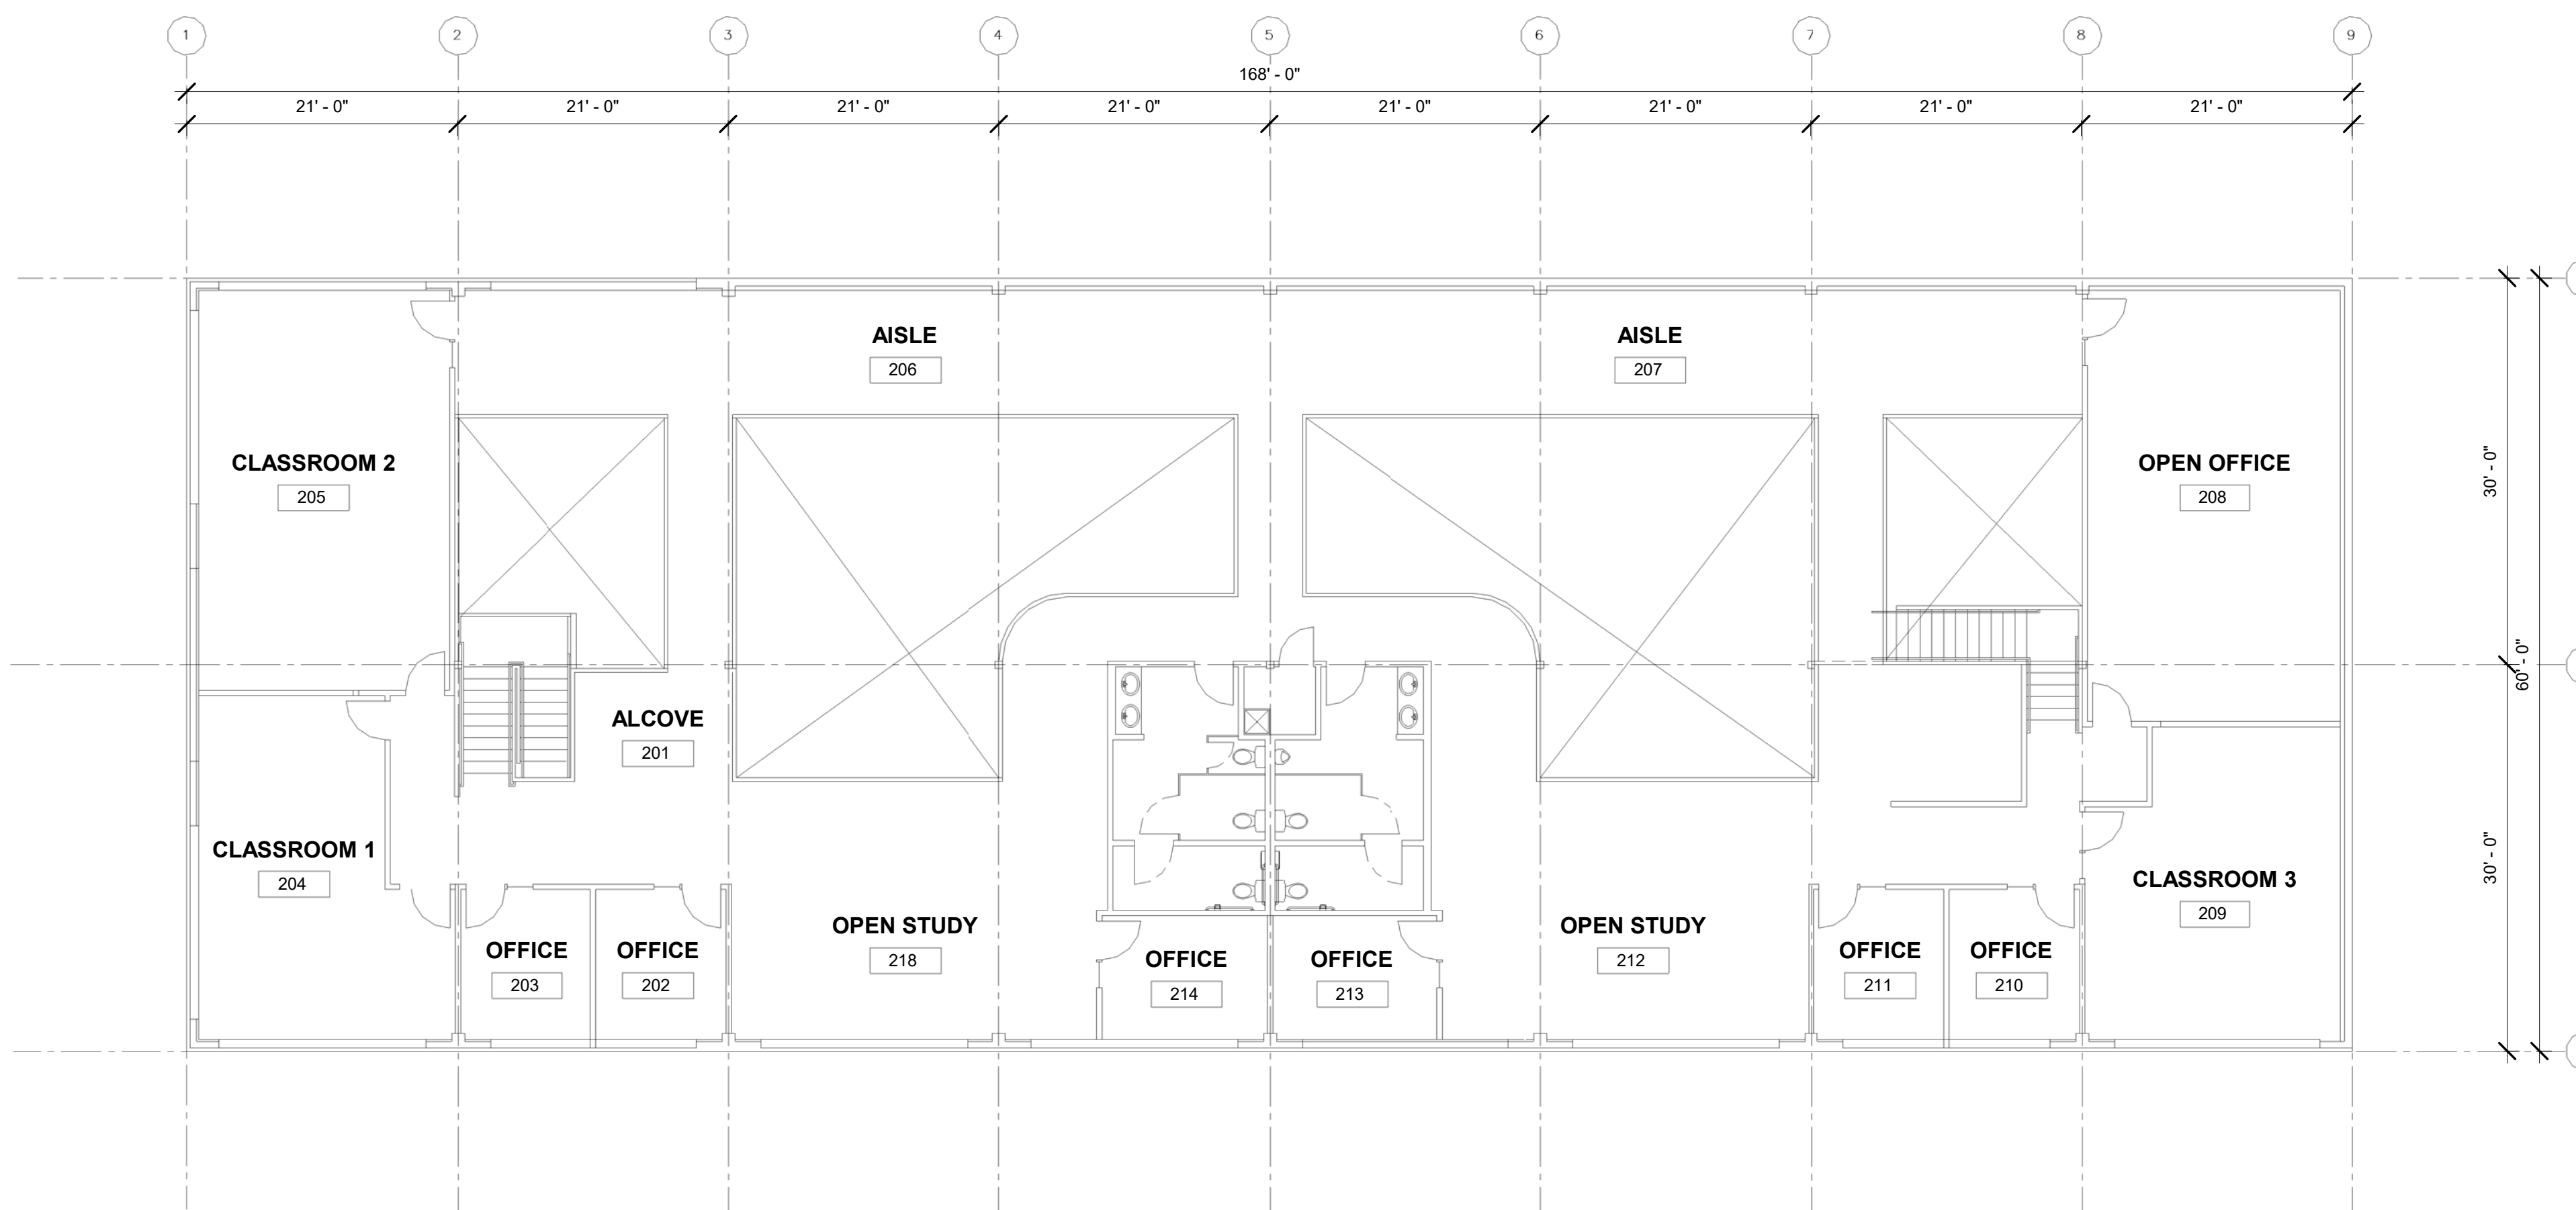 1 2 3 4 5 6 7 8 9
168' - 0"
21' - 0" 21' - 0" 21' - 0" 21' - 0" 21' - 0" 21' - 0" 21' - 0" 21' - 0"
AISLE AISLE
206 207
CLASSROOM 2 OPEN OFFICE
205 208
30' - 0"
60' - 0"
ALCOVE
201
CLASSROOM 1
204
30' - 0"
CLASSROOM 3
209
OPEN STUDY OPEN STUDY
218 212
OFFICE OFFICE OFFICE OFFICE
203 202 211 210
OFFICE OFFICE
214 213